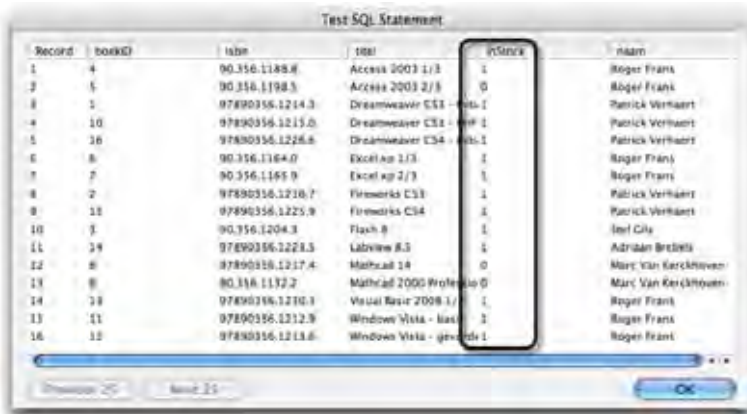 Test SQL Statement
Record boekID isbn titel inStock naam
1 4 90.356.1188.8 Access 2003 1/3 1 Roger Frans
2 5 90.356.1198.5 Access 2003 2/3 0 Roger Frans
3 1 97890356.1214.3 Dreamweaver CS3 - 1 Patrick Verhaert
4 10 97890356.1215.0 Dreamweaver CS3 - PHP 1 Patrick Verhaert
5 16 97890356.1226.6 Dreamweaver CS4 - 1 Patrick Verhaert
6 6 90.356.1164.0 Excel xp 1/3 1 Roger Frans
7 7 90.356.1165.9 Excel xp 2/3 Roger Frans
8 2 97890356.1216.7 Fireworks CS3 1 Patrick Verhaert
9 97890356.1225.9 Fireworks CS4 1 Patrick Verhaert
10 3 90.356.1204.3 Flash 8 1 Stef Gils
11 14 97890356.1223.5 Labview 8.5 1 Adriaan
12 97890356.1217.4 Mathcad 14 0 Marc Van Kerckhoven
13 90.356.1132.2 Mathcad 2000 Professio 0 Marc Van Kerckhoven
14 13 Visual Basic 2008 1/ 1 Roger Frans
15 11 97890356.1212.9 Windows Vista - basis 1 Roger Frans
16 12 97890356.1213.6 Windows Vista - gevorde 1 Roger Frans
Previous 25 Next 25 OK